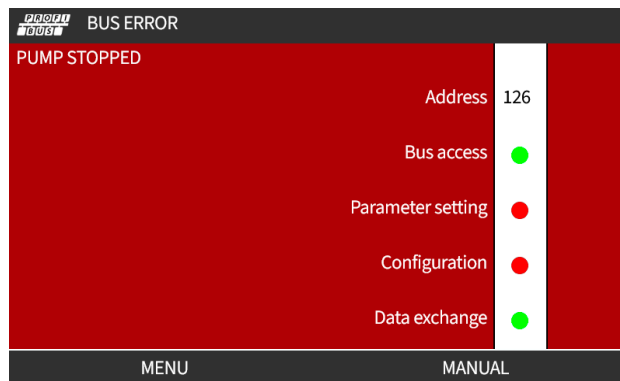 PROFI
BUS
BUS ERROR
PUMP STOPPED
Address 126
Bus access
Parameter setting
Configuration
Data exchange
MENU MANUAL